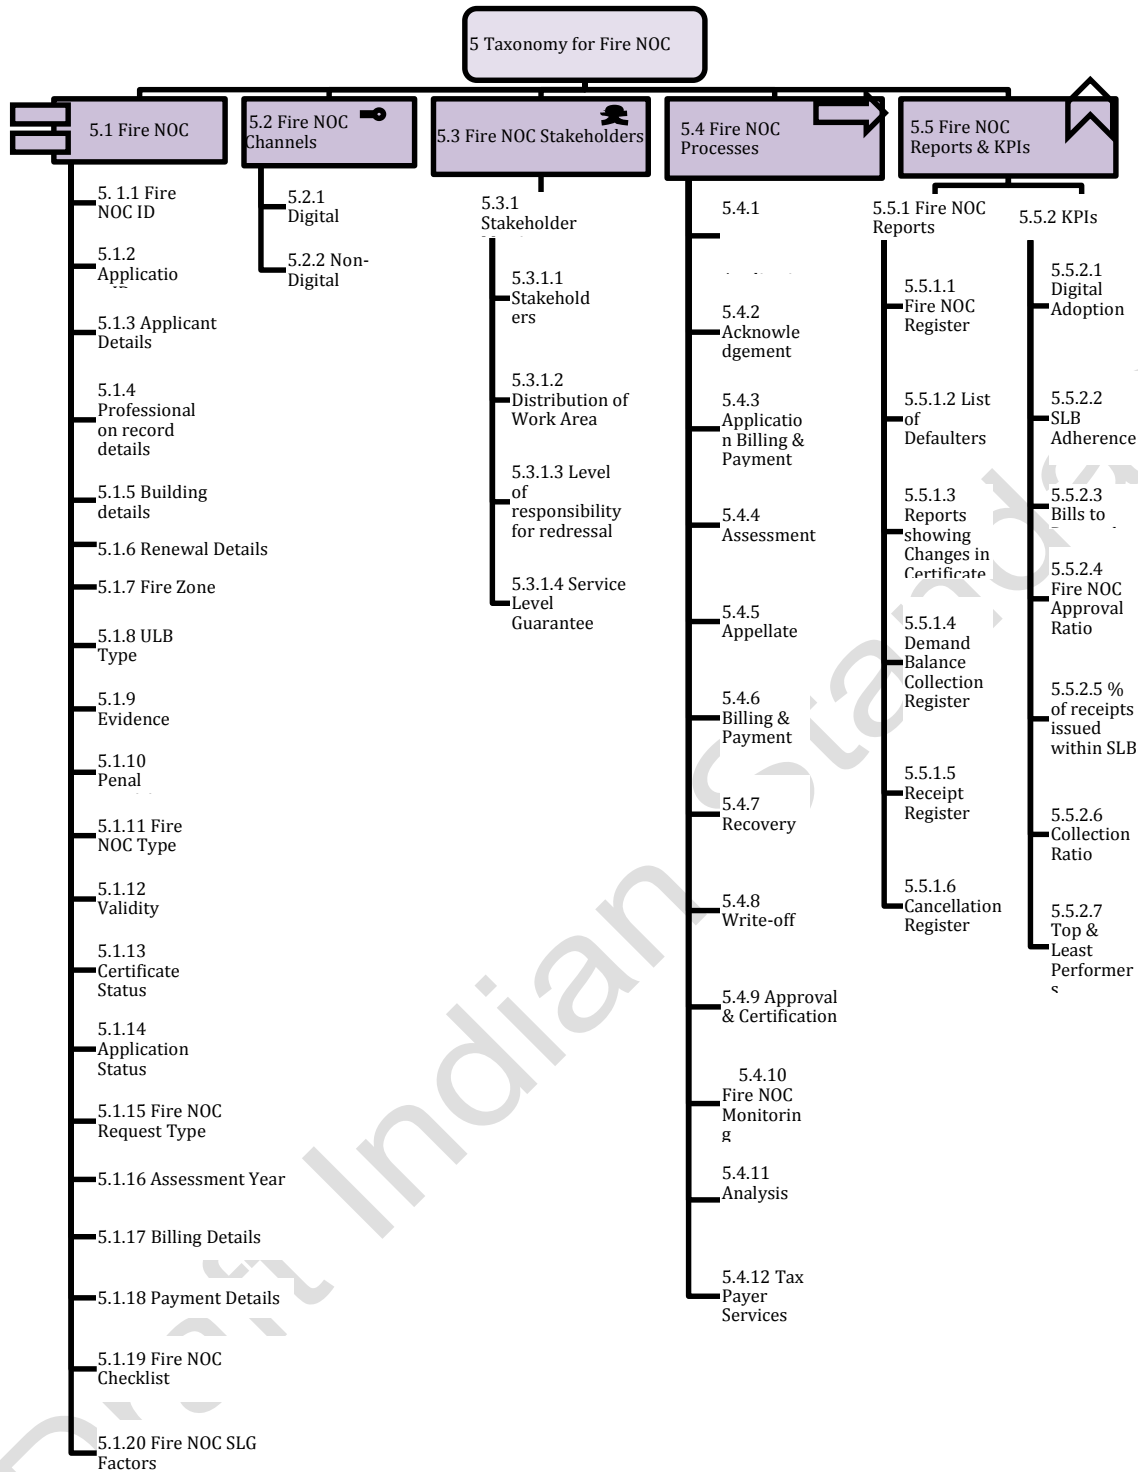 5 Taxonomy for Fire NOC
5.1 Fire NOC
5. 1.1 Fire
NOC ID
5.1.2
Applicatio
5.1.3 Applicant
Details
5.1.4
Professional
on record
details
5.1.5 Building
details
5.1.6 Renewal Details
5.1.7 Fire Zone
5.1.8 ULB
Type
5.1.9
Evidence
5.1.10
Penal
5.1.11 Fire
NOC Type
5.1.12
Validity
5.1.13
Certificate
Status
5.1.14
Application
Status
5.1.15 Fire NOC
Request Type
5.1.16 Assessment Year
5.1.17 Billing Details
5.1.18 Payment Details
5.1.19 Fire NOC
Checklist
5.1.20 Fire NOC SLG
Factors
5.2 Fire NOC
Channels
5.2.1
Digital
5.2.2 Non-
Digital
5.3 Fire NOC Stakeholders
5.3.1
Stakeholder
5.3.1.1
Stakehold
ers
5.3.1.2
Distribution of
Work Area
5.3.1.3 Level
of
responsibility
for redressal
5.3.1.4 Service
Level
Guarantee
5.4 Fire NOC
Processes
5.4.1
5.4.2
Acknowle
dgement
5.4.3
Applicatio
n Billing &
Payment
5.4.4
Assessment
5.4.5
Appellate
5.4.6
Billing &
Payment
5.4.7
Recovery
5.4.8
Write-off
5.4.9 Approval
& Certification
5.4.10
Fire NOC
Monitorin
g
5.4.11
Analysis
5.4.12 Tax
Payer
Services
5.5 Fire NOC
Reports & KPIs
5.5.1 Fire NOC
Reports
5.5.1.1
Fire NOC
Register
5.5.1.2 List
of
Defaulters
5.5.1.3
Reports
showing
Changes in
Certificate
5.5.1.4
Demand
Balance
Collection
Register
5.5.1.5
Receipt
Register
5.5.1.6
Cancellation
Register
5.5.2 KPIs
5.5.2.1
Digital
Adoption
5.5.2.2
SLB
Adherence
5.5.2.3
Bills to
5.5.2.4
Fire NOC
Approval
Ratio
5.5.2.5 %
of receipts
issued
within SLB
5.5.2.6
Collection
Ratio
5.5.2.7
Top &
Least
Performer
s
Draft Indian Standard